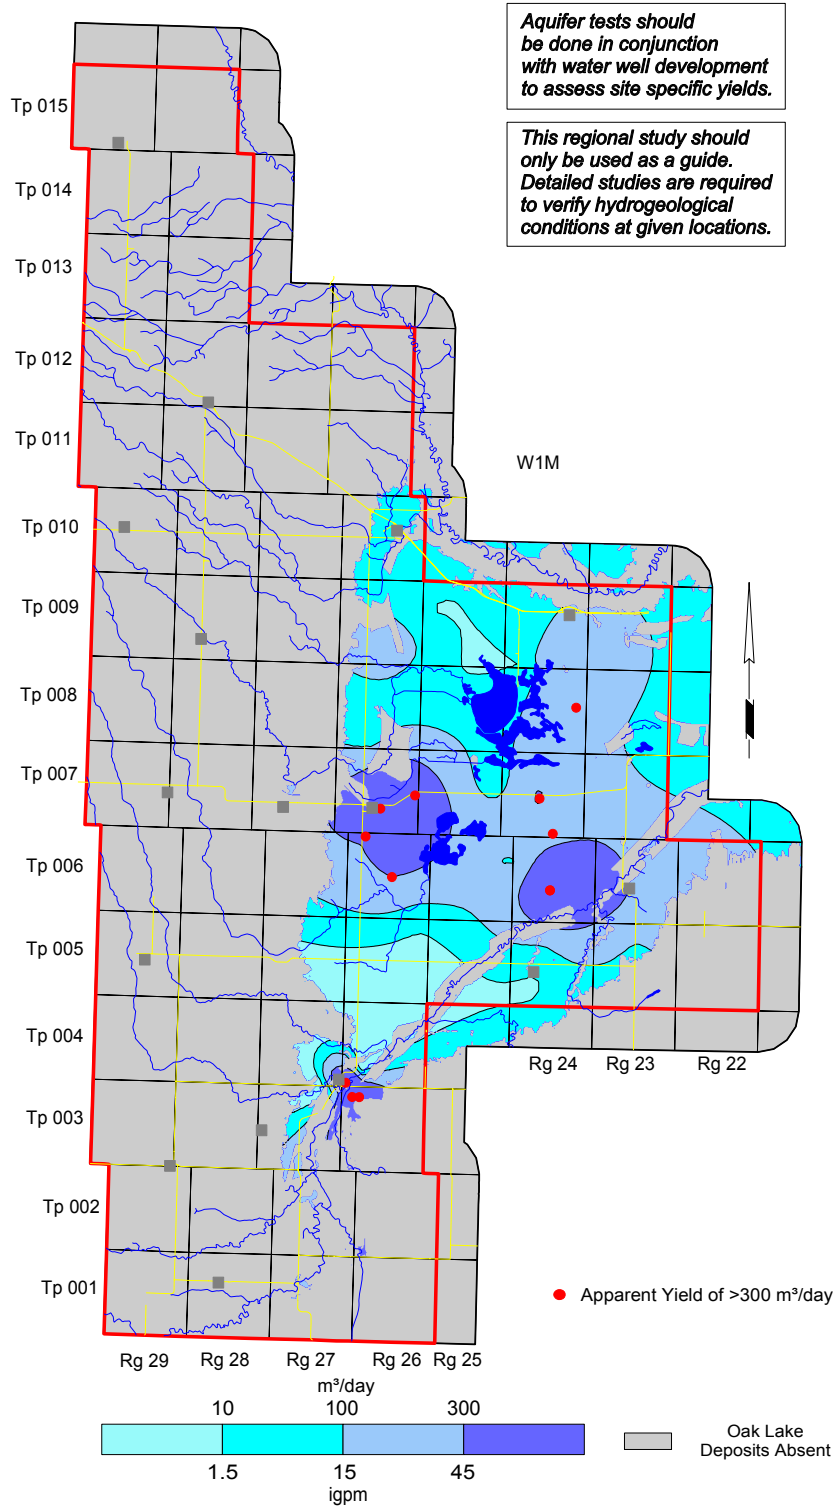 Aquifer tests should
be done in conjunction
with water well development
to assess site specific yields.
This regional study should
only be used as a guide.
Detailed studies are required
to verify hydrogeological
conditions at given locations.
Tp 015
Tp 014
Tp 013
Tp 012
Tp 011
W1M
Tp 010
Tp 009
Tp 008
Tp 007
Tp 006
Tp 005
Tp 004
Rg 24
Rg 23
Rg 22
Tp 003
Tp 002
Tp 001
Apparent Yield of >300 m³/day
Rg 29
Rg 28
Rg 27
Rg 26
Rg 25
m³/day
10
100
300
1.5
15
45
igpm
Oak Lake
Deposits Absent